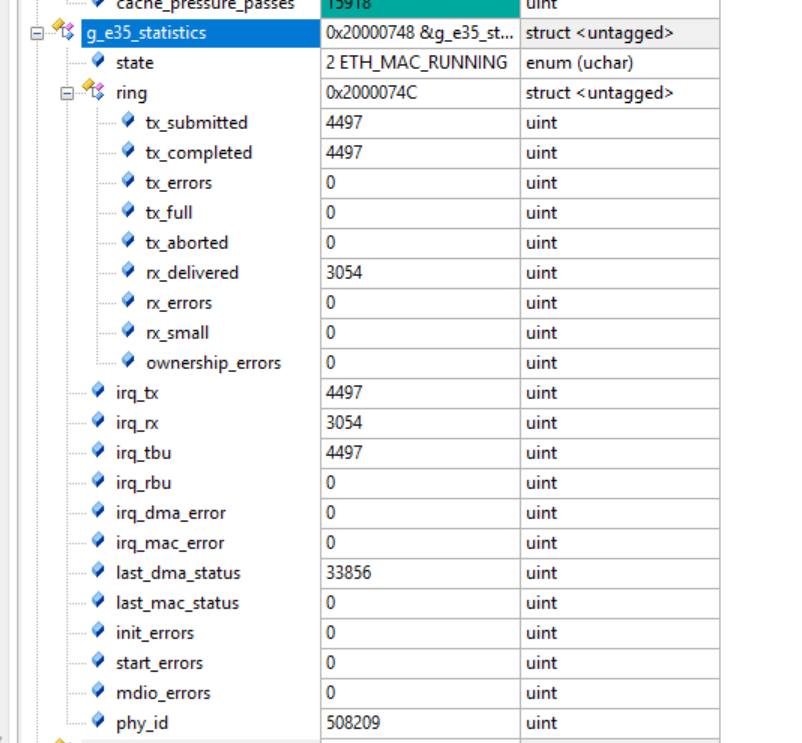 cache_pressure_passes 15918 uint
g_e35_statistics 0x20000748 &g_e35_st... struct <untagged>
state 2 ETH_MAC_RUNNING enum (uchar)
ring 0x2000074C struct <untagged>
tx_submitted 4497 uint
tx_completed 4497 uint
tx_errors 0 uint
tx_full 0 uint
tx_aborted 0 uint
rx_delivered 3054 uint
rx_errors 0 uint
rx_small 0 uint
ownership_errors 0 uint
irq_tx 4497 uint
irq_rx 3054 uint
irq_tbu 4497 uint
irq_rbu 0 uint
irq_dma_error 0 uint
irq_mac_error 0 uint
last_dma_status 33856 uint
last_mac_status 0 uint
init_errors 0 uint
start_errors 0 uint
mdio_errors 0 uint
phy_id 508209 uint